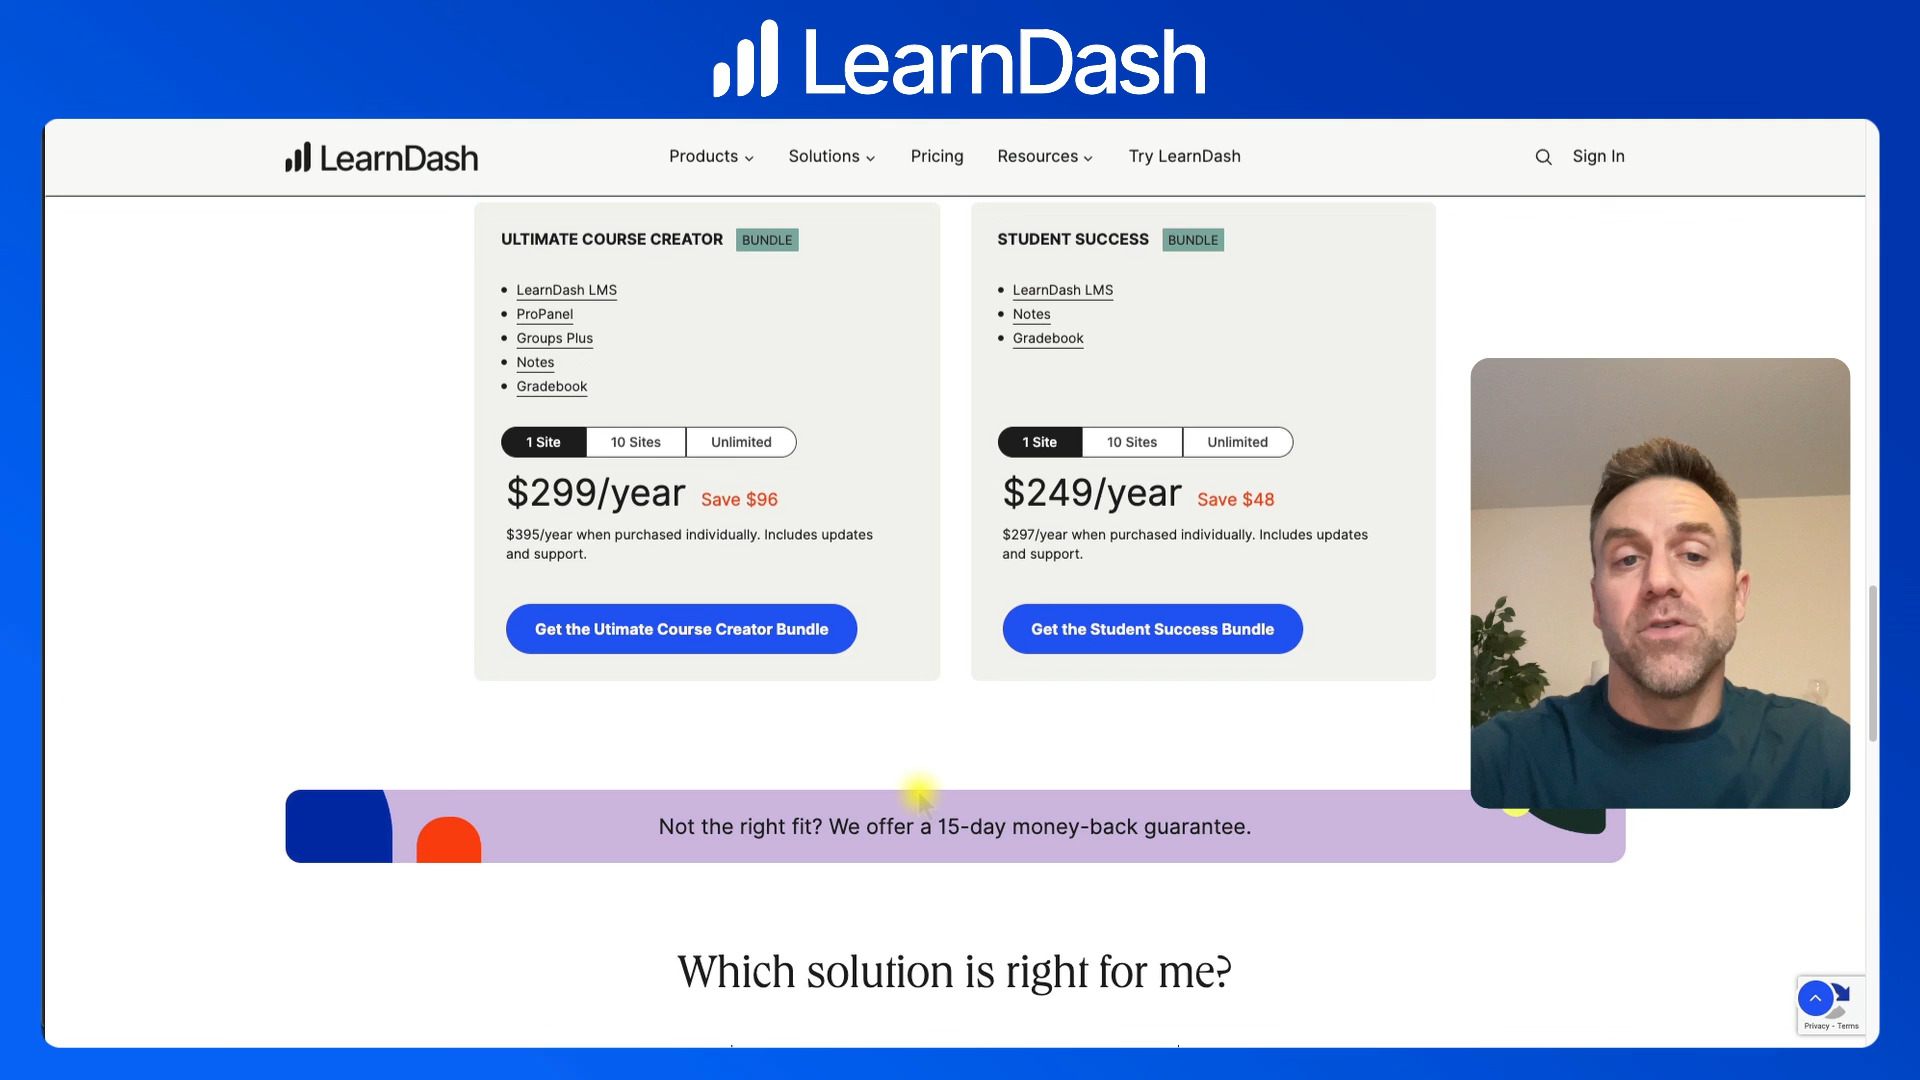 LearnDash
LearnDash
Products
Solutions
Pricing
Resources
Try LearnDash
Sign In
ULTIMATE COURSE CREATOR BUNDLE
LearnDash LMS
ProPanel
Groups Plus
Notes
Gradebook
1 Site
10 Sites
Unlimited
$299/year Save $96
$395/year when purchased individually. Includes updates
and support.
Get the Utimate Course Creator Bundle
STUDENT SUCCESS BUNDLE
LearnDash LMS
Notes
Gradebook
1 Site
10 Sites
Unlimited
$249/year Save $48
$297/year when purchased individually. Includes updates
and support.
Get the Student Success Bundle
Not the right fit? We offer a 15-day money-back guarantee.
Which solution is right for me?
Privacy - Terms